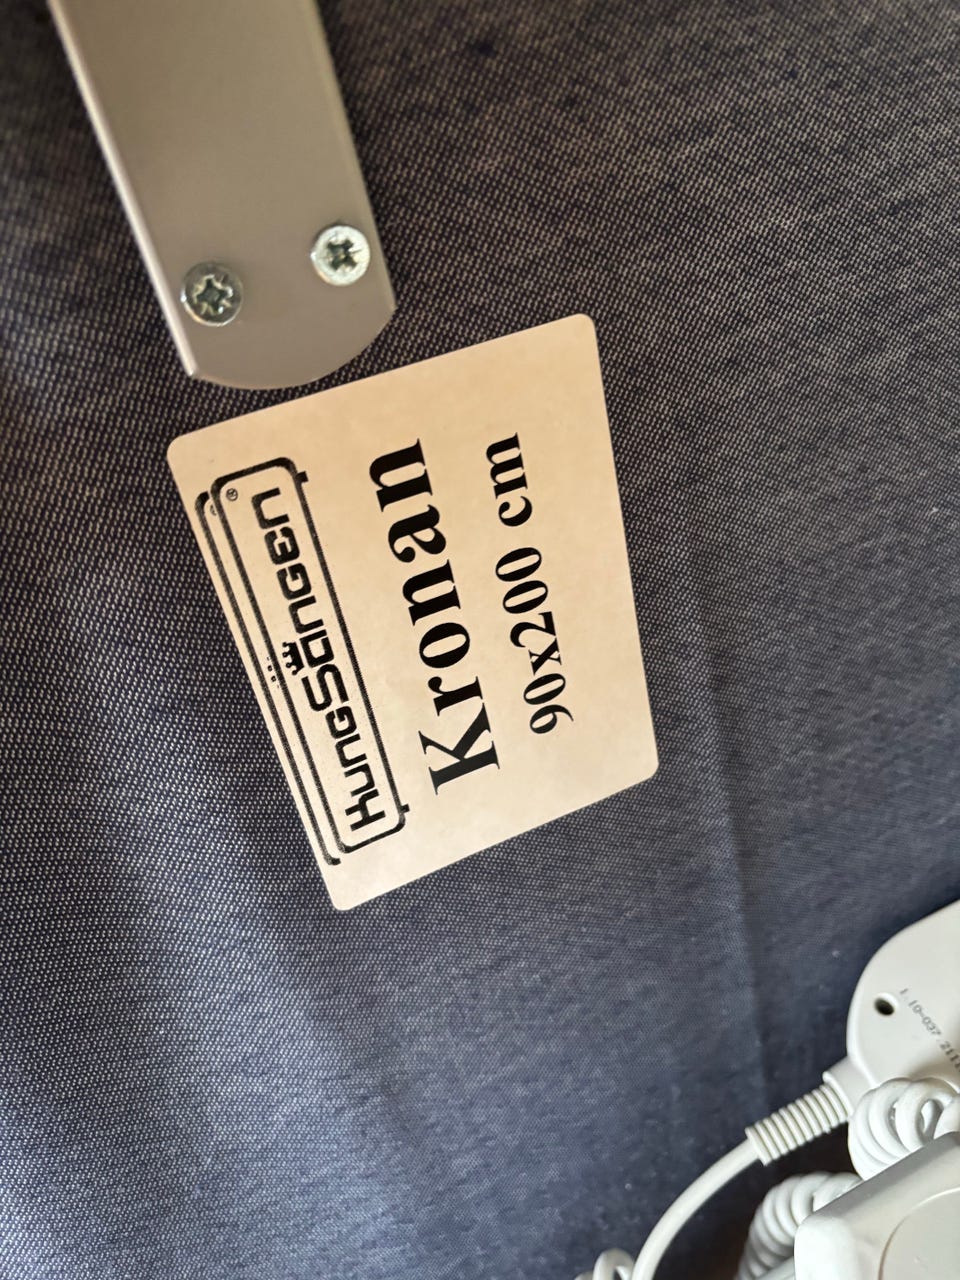 KungSängen®
Kronan
90x200 cm